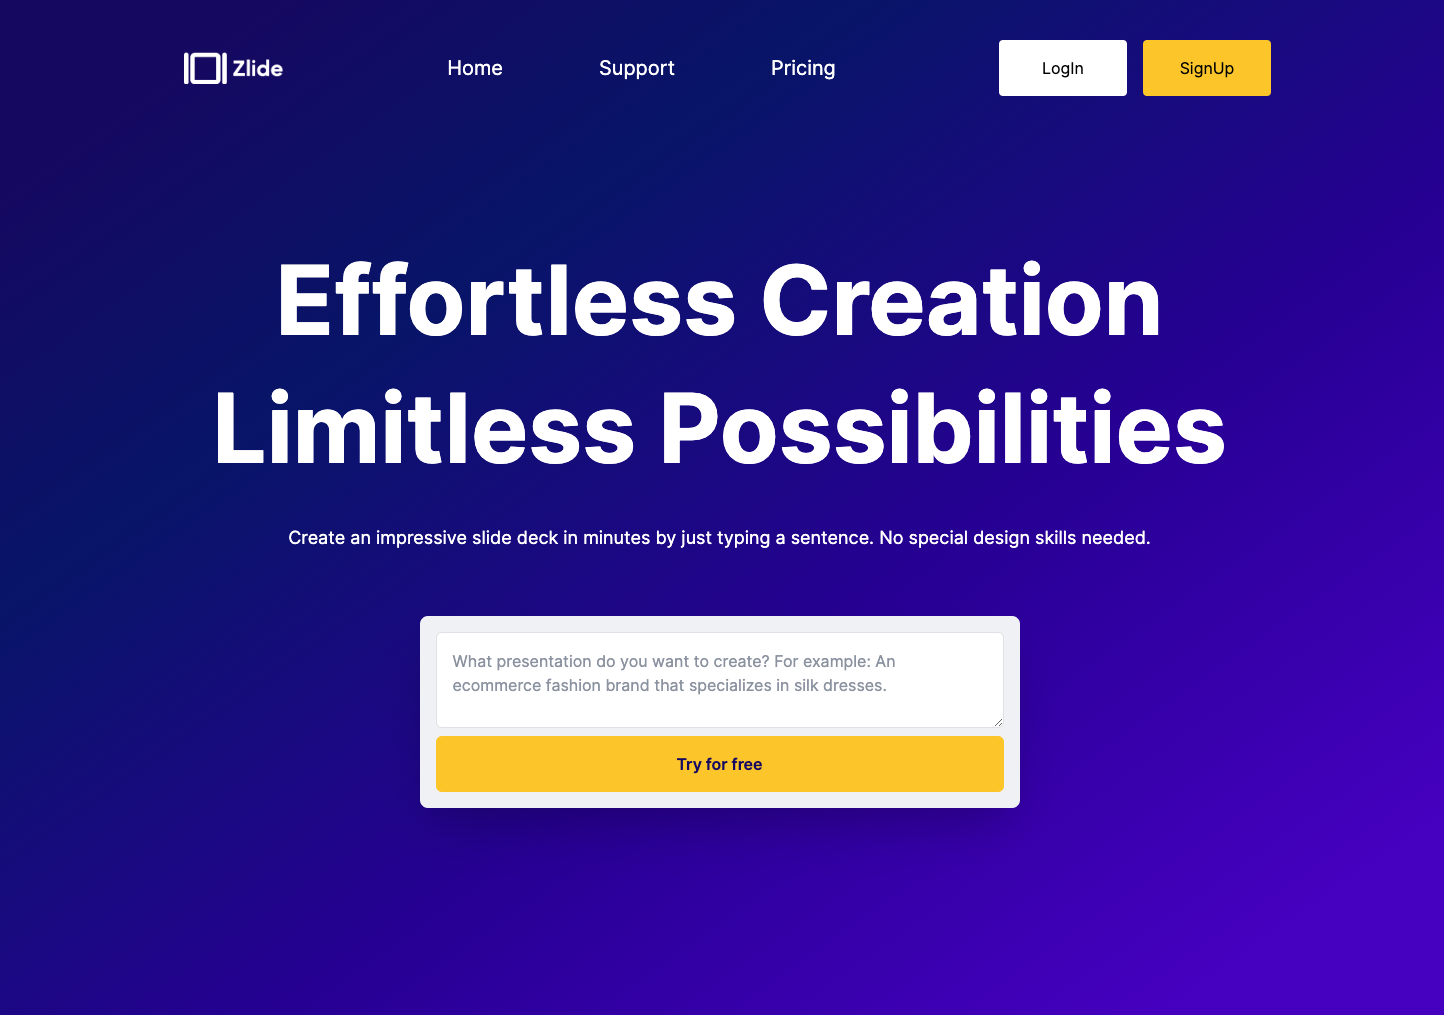 Zlide
Home
Support
Pricing
LogIn
SignUp
Effortless Creation
Limitless Possibilities
Create an impressive slide deck in minutes by just typing a sentence. No special design skills needed.
What presentation do you want to create? For example: An
ecommerce fashion brand that specializes in silk dresses.
Try for free